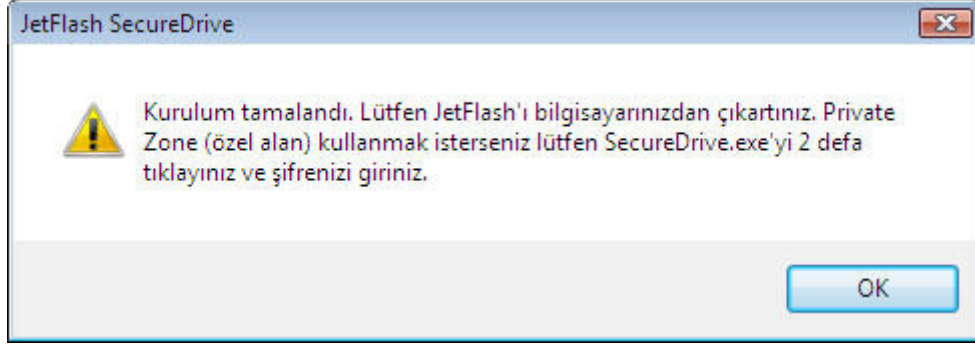 JetFlash SecureDrive
Kurulum tamalandı. Lütfen JetFlash'ı bilgisayarınızdan çıkartınız. Private
Zone (özel alan) kullanmak isterseniz lütfen SecureDrive.exe'yi 2 defa
tıklayınız ve şifrenizi giriniz.
OK